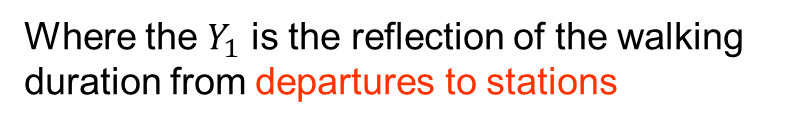 Where the Y₁ is the reflection of the walking
duration from departures to stations